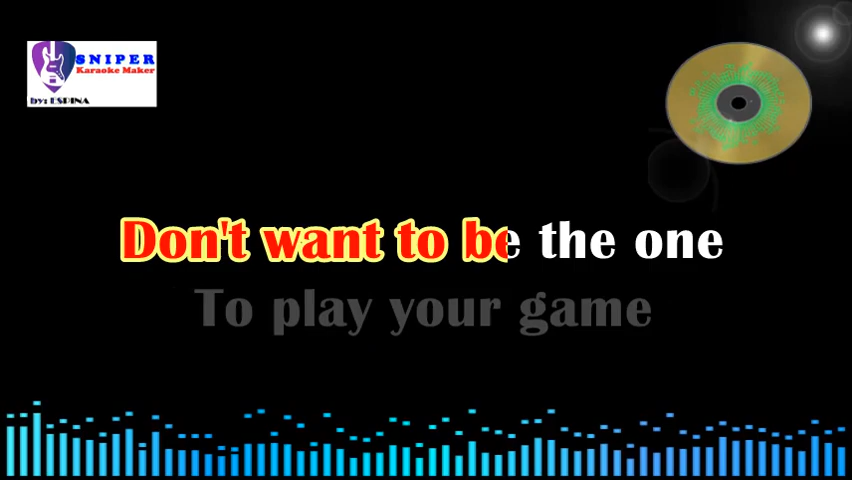 SNIPER
Karaoke Maker
by: ESPINA
Don't want to be the one
To play your game